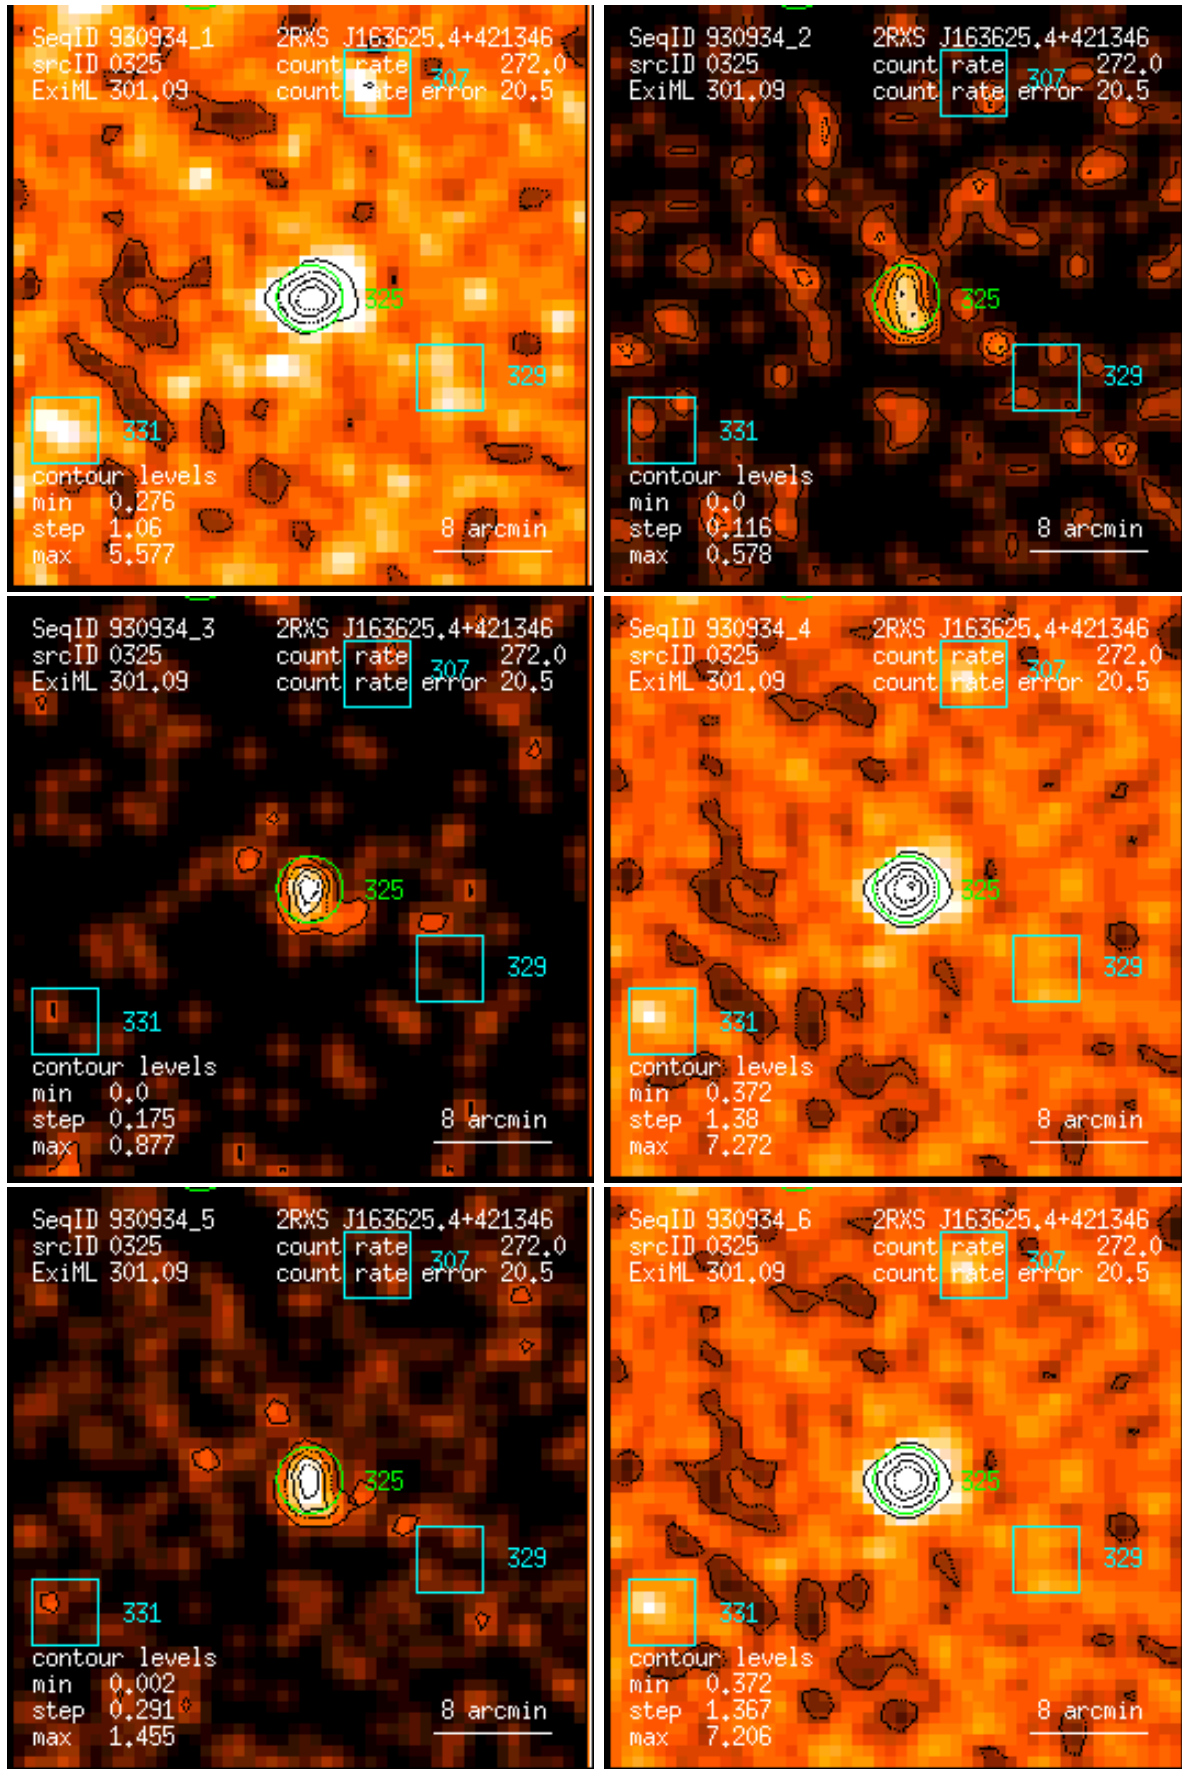 SeqID 930934_1 2RXS J163625.4+421346
srcID 0325 count rate 272.0
307
ExiML 301.09 count rate error 20.5
325
329
331
contour levels
min 0.276
step 1.06 8 arcmin
max 5.577
SeqID 930934_2 2RXS J163625.4+421346
srcID 0325 count rate 272.0
307
ExiML 301.09 count rate error 20.5
325
329
331
contour levels
min 0.0
step 0.116 8 arcmin
max 0.578
SeqID 930934_3 2RXS J163625.4+421346
srcID 0325 count rate 272.0
307
ExiML 301.09 count rate error 20.5
325
329
331
contour levels
min 0.0
step 0.175 8 arcmin
max 0.877
SeqID 930934_4 2RXS J163625.4+421346
srcID 0325 count rate 272.0
307
ExiML 301.09 count rate error 20.5
325
329
331
contour levels
min 0.372
step 1.38 8 arcmin
max 7.272
SeqID 930934_5 2RXS J163625.4+421346
srcID 0325 count rate 272.0
307
ExiML 301.09 count rate error 20.5
325
329
331
contour levels
min 0.002
step 0.291 8 arcmin
max 1.455
SeqID 930934_6 2RXS J163625.4+421346
srcID 0325 count rate 272.0
307
ExiML 301.09 count rate error 20.5
325
329
331
contour levels
min 0.372
step 1.367 8 arcmin
max 7.206